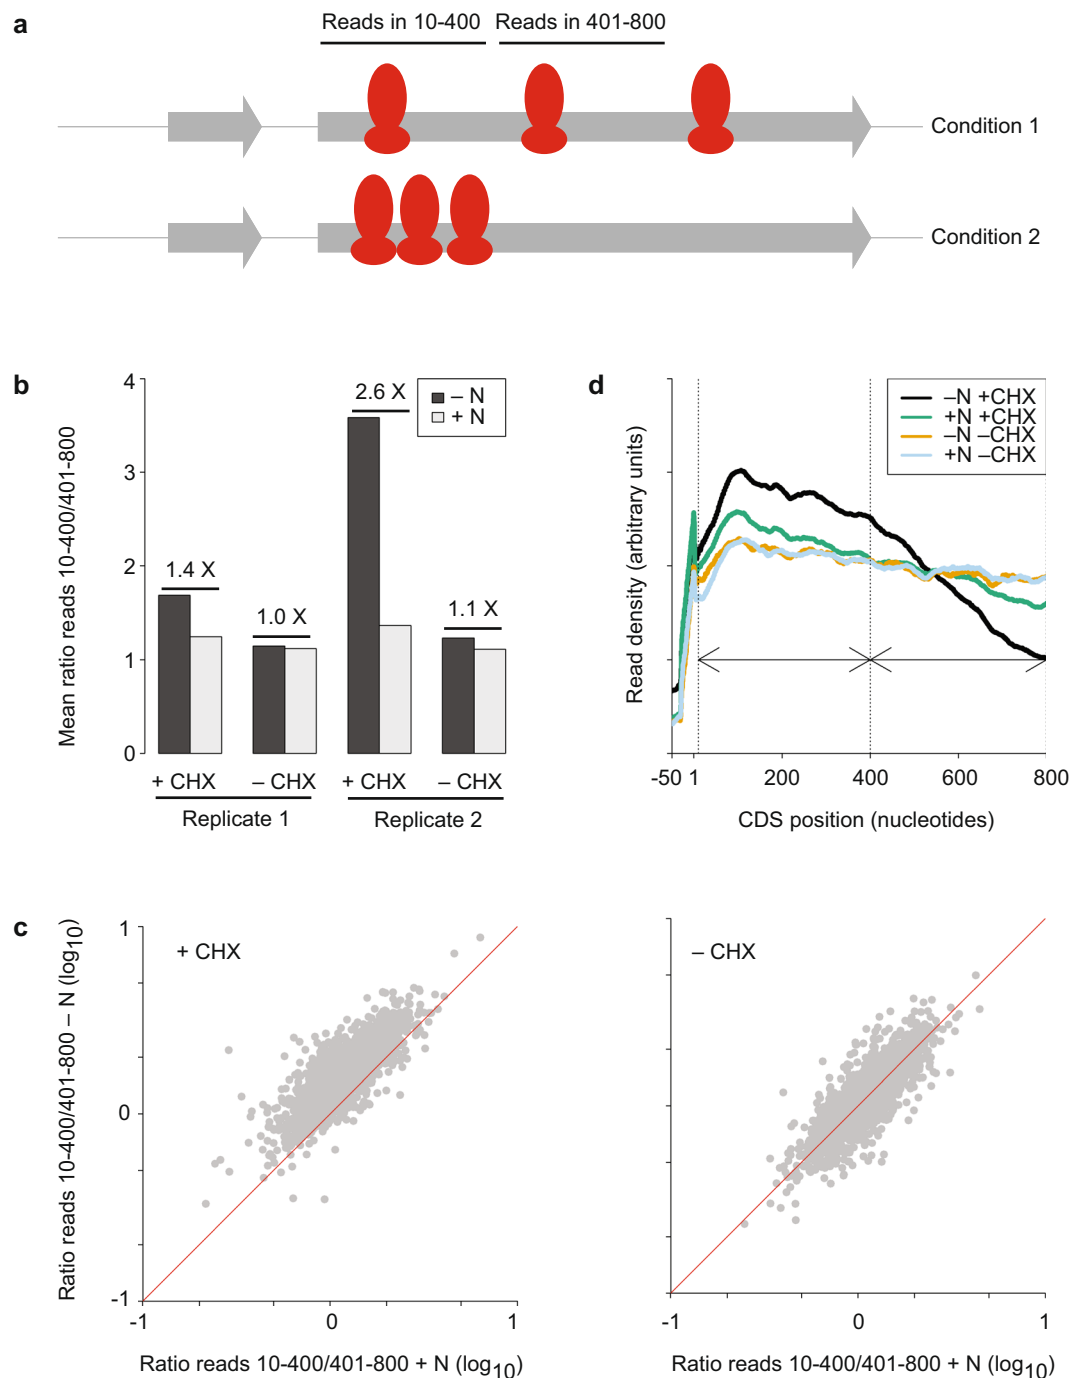 a
Reads in 10-400 Reads in 401-800
Condition 1
Condition 2
b
Mean ratio reads 10-400/401-800
4
3
2
1
0
– N
+ N
1.4 X
1.0 X
2.6 X
1.1 X
+ CHX – CHX + CHX – CHX
Replicate 1 Replicate 2
d
Read density (arbitrary units)
–N +CHX
+N +CHX
–N –CHX
+N –CHX
-50 1 200 400 600 800
CDS position (nucleotides)
c
Ratio reads 10-400/401-800 – N (log10)
+ CHX
1
0
-1
-1 0 1
Ratio reads 10-400/401-800 + N (log10)
– CHX
-1 0 1
Ratio reads 10-400/401-800 + N (log10)